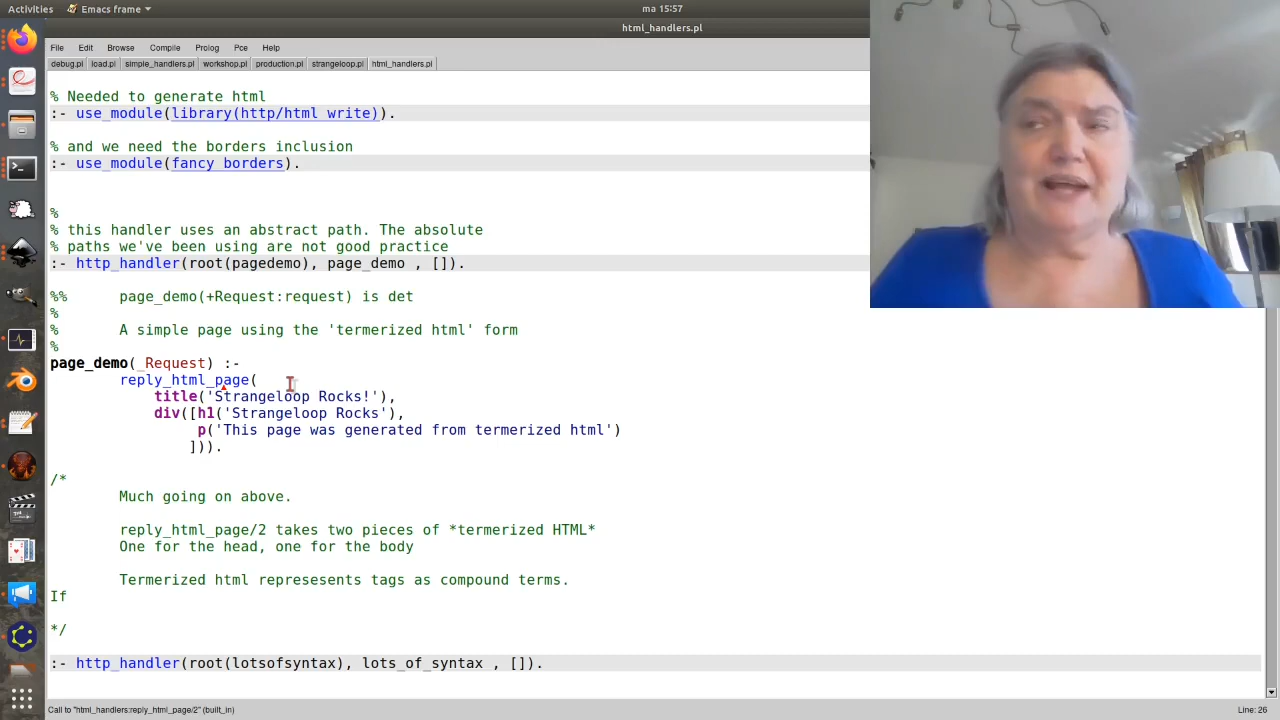 Activities Emacs frame ma 15:57
html_handlers.pl
File Edit Browse Compile Prolog Pce Help
debug.pl load.pl simple_handlers.pl workshop.pl production.pl strangeloop.pl html_handlers.pl
% Needed to generate html
:- use_module(library(http/html_write)).
% and we need the borders inclusion
:- use_module(fancy_borders).
%
% this handler uses an abstract path. The absolute
% paths we've been using are not good practice
:- http_handler(root(pagedemo), page_demo , []).
%% page_demo(+Request:request) is det
%
% A simple page using the 'termerized html' form
%
page_demo(_Request) :-
reply_html_page(
title('Strangeloop Rocks!'),
div([h1('Strangeloop Rocks'),
p('This page was generated from termerized html')
])).
/*
Much going on above.
reply_html_page/2 takes two pieces of *termerized HTML*
One for the head, one for the body
Termerized html represesents tags as compound terms.
If
*/
:- http_handler(root(lotsofsyntax), lots_of_syntax , []).
Call to "html_handlers:reply_html_page/2" (built_in) Line: 26